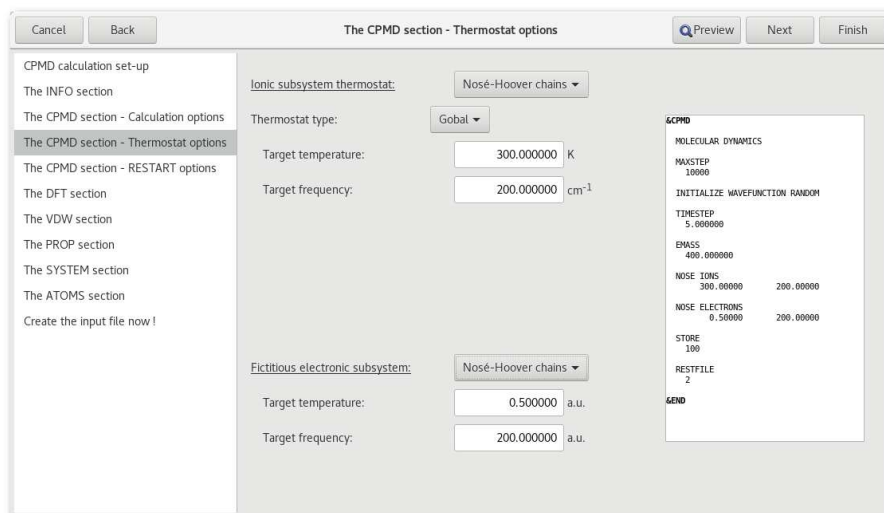 Cancel Back The CPMD section - Thermostat options Preview Next Finish
CPMD calculation set-up
The INFO section
The CPMD section - Calculation options
The CPMD section - Thermostat options
The CPMD section - RESTART options
The DFT section
The VDW section
The PROP section
The SYSTEM section
The ATOMS section
Create the input file now !
Ionic subsystem thermostat: Nosé-Hoover chains
Thermostat type: Gobal
Target temperature: 300.000000 K
Target frequency: 200.000000 cm-1
Fictitious electronic subsystem: Nosé-Hoover chains
Target temperature: 0.500000 a.u.
Target frequency: 200.000000 a.u.
&CPMD
MOLECULAR DYNAMICS
MAXSTEP
10000
INITIALIZE WAVEFUNCTION RANDOM
TIMESTEP
5.000000
EMASS
400.000000
NOSE IONS
300.00000 200.00000
NOSE ELECTRONS
0.50000 200.00000
STORE
100
RESTFILE
2
&END